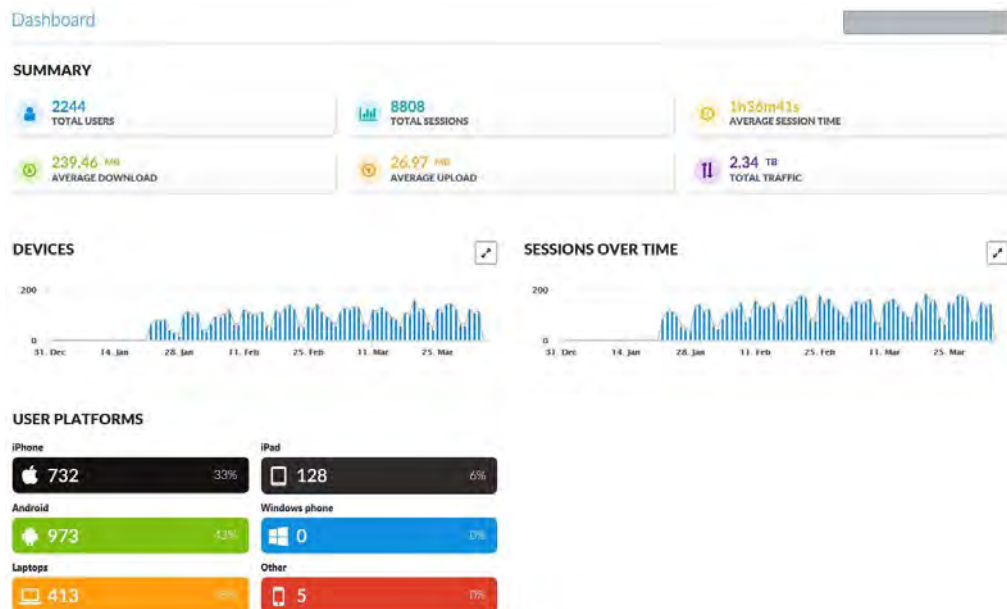 Dashboard
SUMMARY
2244
TOTAL USERS
8808
TOTAL SESSIONS
1h36m41s
AVERAGE SESSION TIME
239.46 MB
AVERAGE DOWNLOAD
26.97 MB
AVERAGE UPLOAD
2.34 TB
TOTAL TRAFFIC
DEVICES
200
0
31. Dec 14. Jan 28. Jan 11. Feb 25. Feb 11. Mar 25. Mar
SESSIONS OVER TIME
200
0
31. Dec 14. Jan 28. Jan 11. Feb 25. Feb 11. Mar 25. Mar
USER PLATFORMS
iPhone
732 33%
iPad
128 6%
Android
973 43%
Windows phone
0 0%
Laptops
413
Other
5 0%